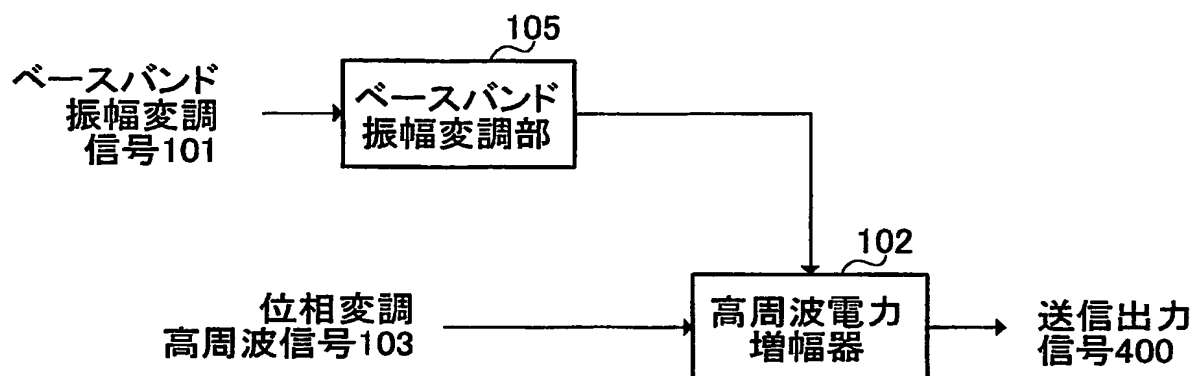 105
ベースバンド
振幅変調
信号101
ベースバンド
振幅変調部
102
位相変調
高周波信号103
高周波電力
増幅器
送信出力
信号400